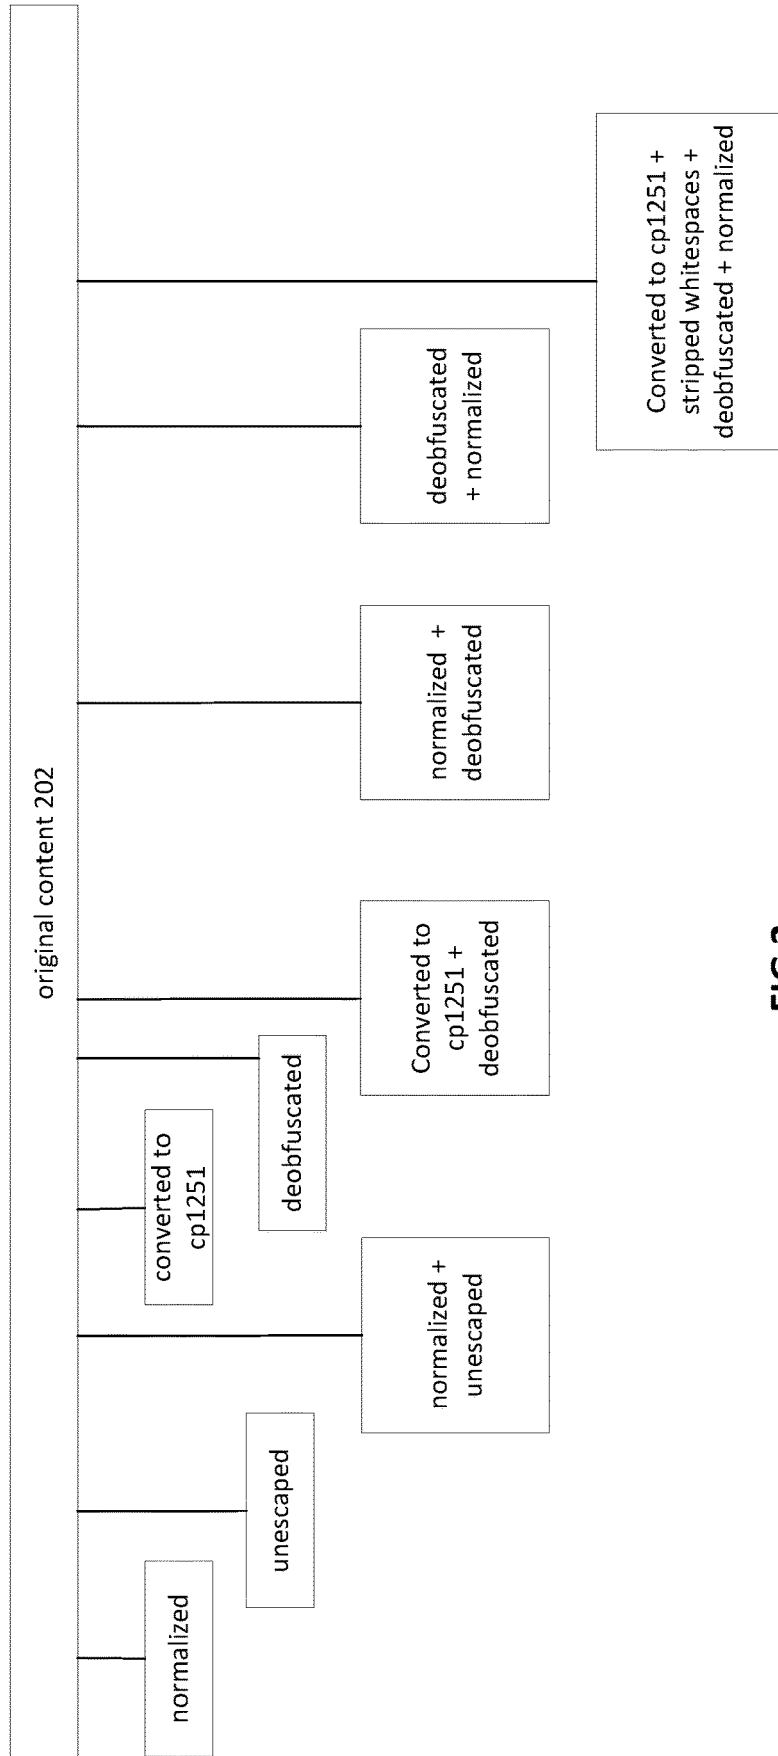 original content 202
normalized
unescaped
normalized +
unescaped
converted to
cp1251
deobfuscated
Converted to
cp1251 +
deobfuscated
normalized +
deobfuscated
deobfuscated
+ normalized
Converted to cp1251 +
stripped whitespaces +
deobfuscated + normalized